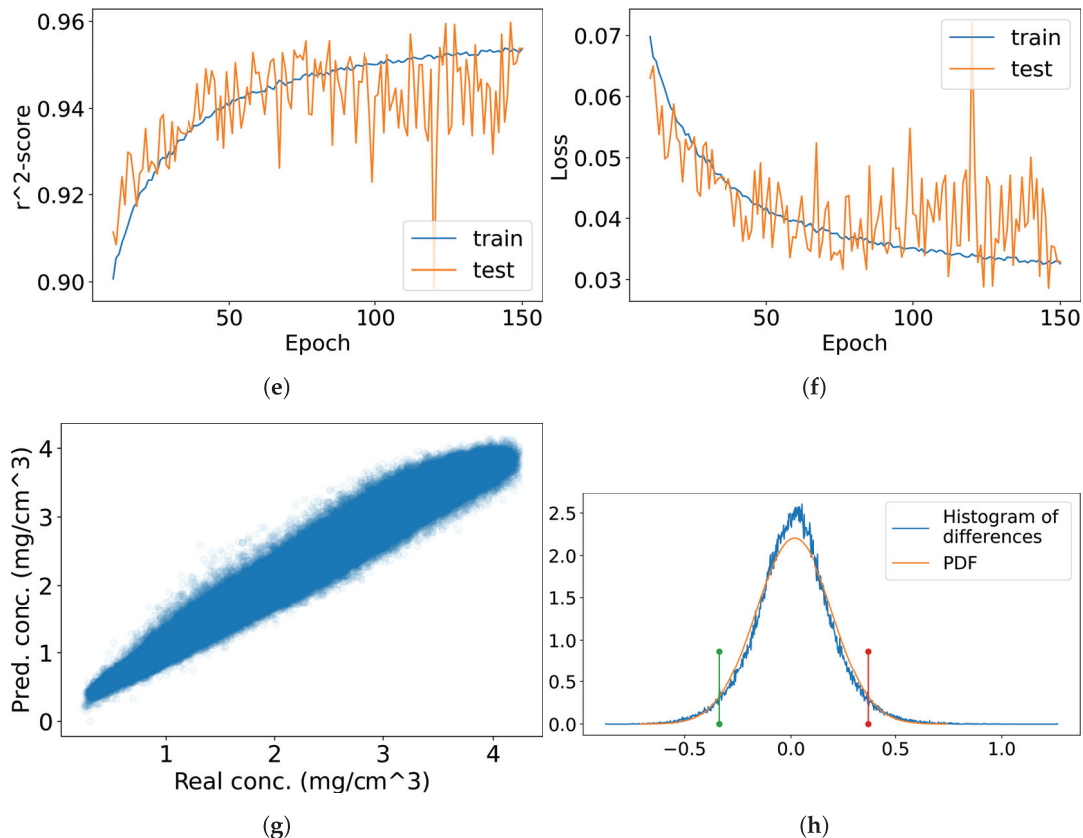 0.96
0.94
0.92
0.90
r^2-score
train
test
50
100
150
Epoch
(e)
0.07
0.06
0.05
0.04
0.03
Loss
train
test
50
100
150
Epoch
(f)
4
3
2
1
0
Pred. conc. (mg/cm^3)
1
2
3
4
Real conc. (mg/cm^3)
(g)
2.5
2.0
1.5
1.0
0.5
0.0
Histogram of
differences
PDF
−0.5
0.0
0.5
1.0
(h)